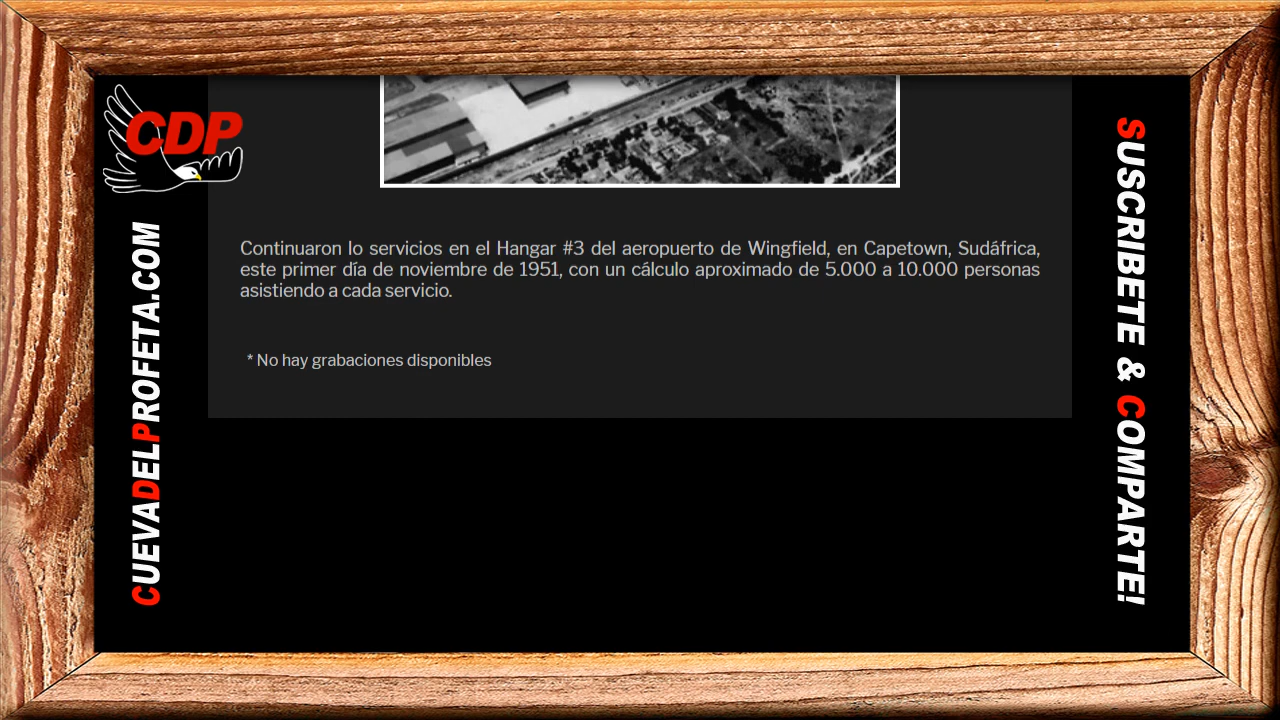 CDP
CUEVADELPROFETA.COM
Continuaron lo servicios en el Hangar #3 del aeropuerto de Wingfield, en Capetown, Sudáfrica,
este primer día de noviembre de 1951, con un cálculo aproximado de 5.000 a 10.000 personas
asistiendo a cada servicio.
* No hay grabaciones disponibles
SUSCRIBETE & COMPARTE!